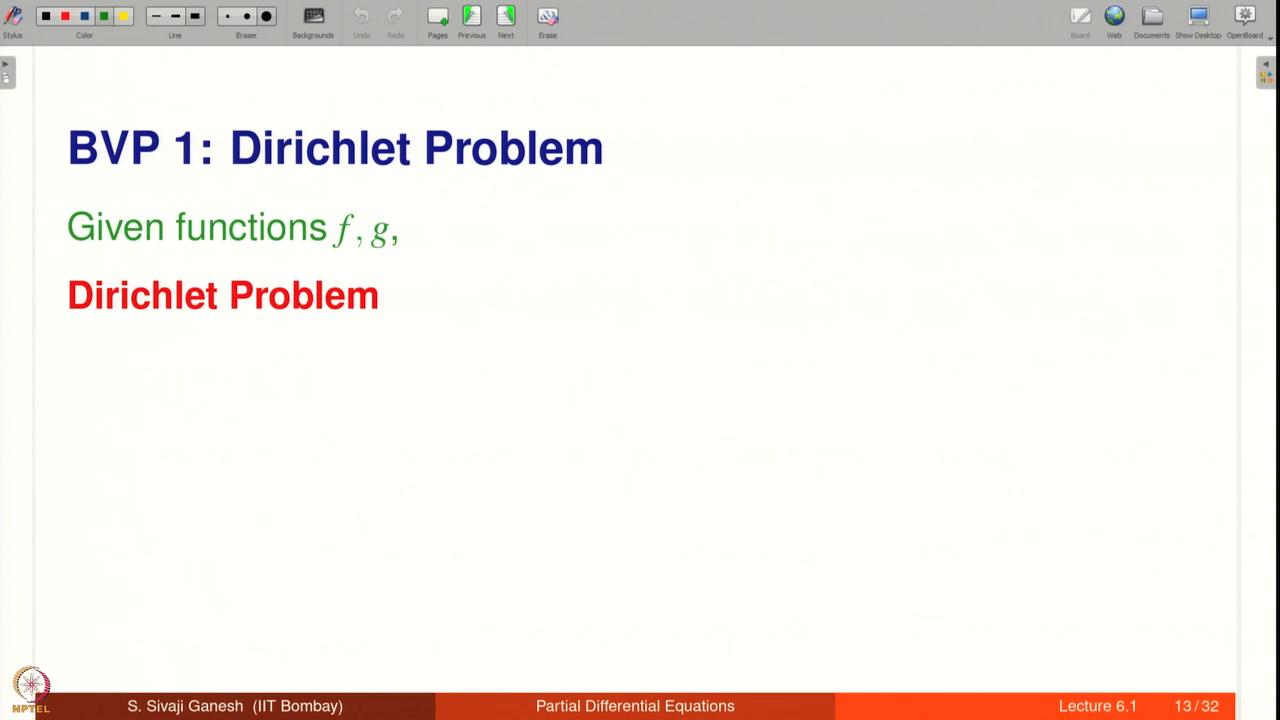 Stylus Color Line Eraser Backgrounds Undo Redo Pages Previous Next Erase Board Web Documents Show Desktop OpenBoard
BVP 1: Dirichlet Problem
Given functions f, g,
Dirichlet Problem
NPTEL
S. Sivaji Ganesh (IIT Bombay) Partial Differential Equations Lecture 6.1 13/32